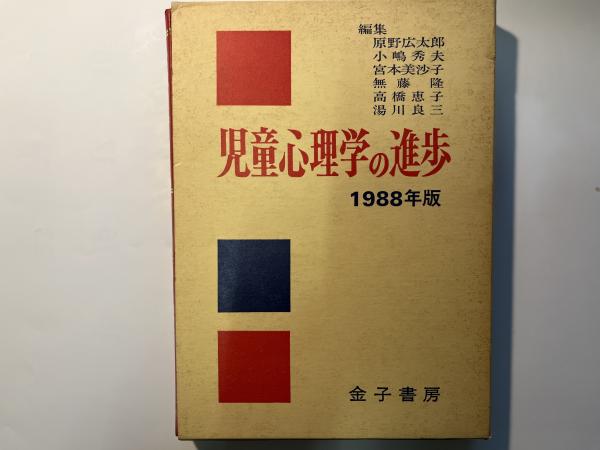 編集
原野広太郎
小嶋秀夫
宮本美沙子
無藤隆
高橋恵子
湯川良三
児童心理学の進歩
1988年版
金子書房